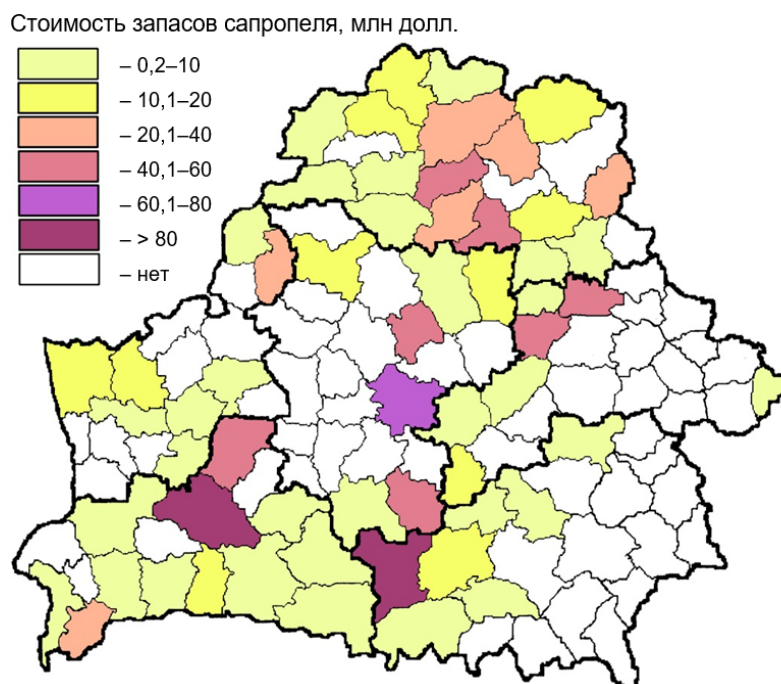 Стоимость запасов сапропеля, млн долл.
– 0,2–10
– 10,1–20
– 20,1–40
– 40,1–60
– 60,1–80
– > 80
– нет